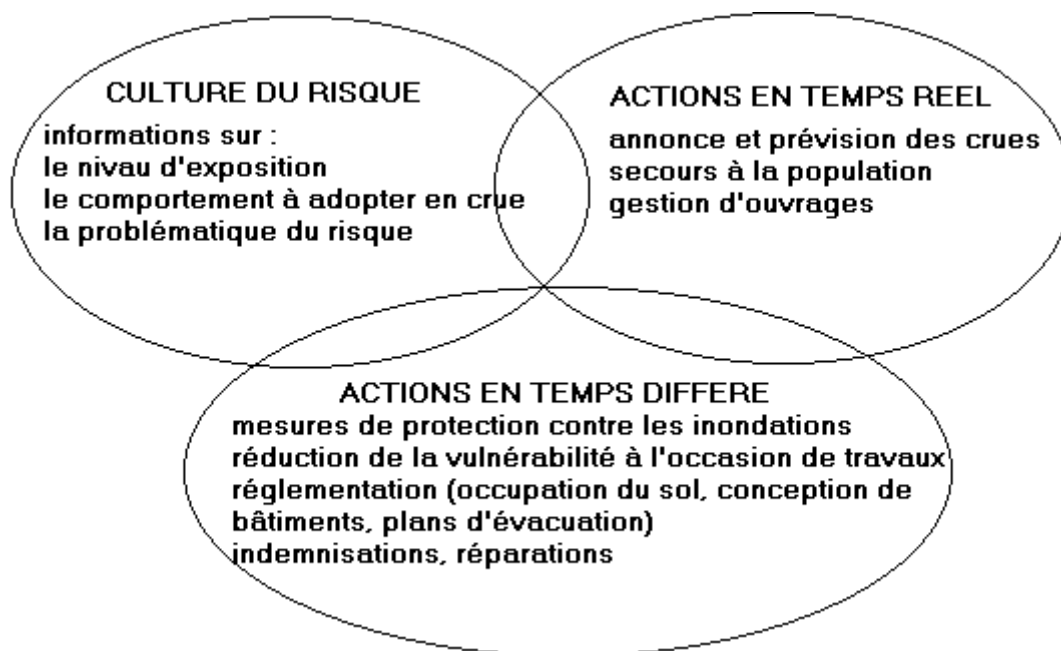 CULTURE DU RISQUE
informations sur :
le nivau d'exposition
le comportement à adopter en crue
la problématique du risque
ACTIONS EN TEMPS REEL
annonce et prévision des crues
secours à la population
gestion d'ouvrages
ACTIONS EN TEMPS DIFFERE
mesures de protection contre les inondations
réduction de la vulnérabilité à l'occasion de travaux
réglementation (occupation du sol, conception de
bâtiments, plans d'évacuation)
indemnisations, réparations